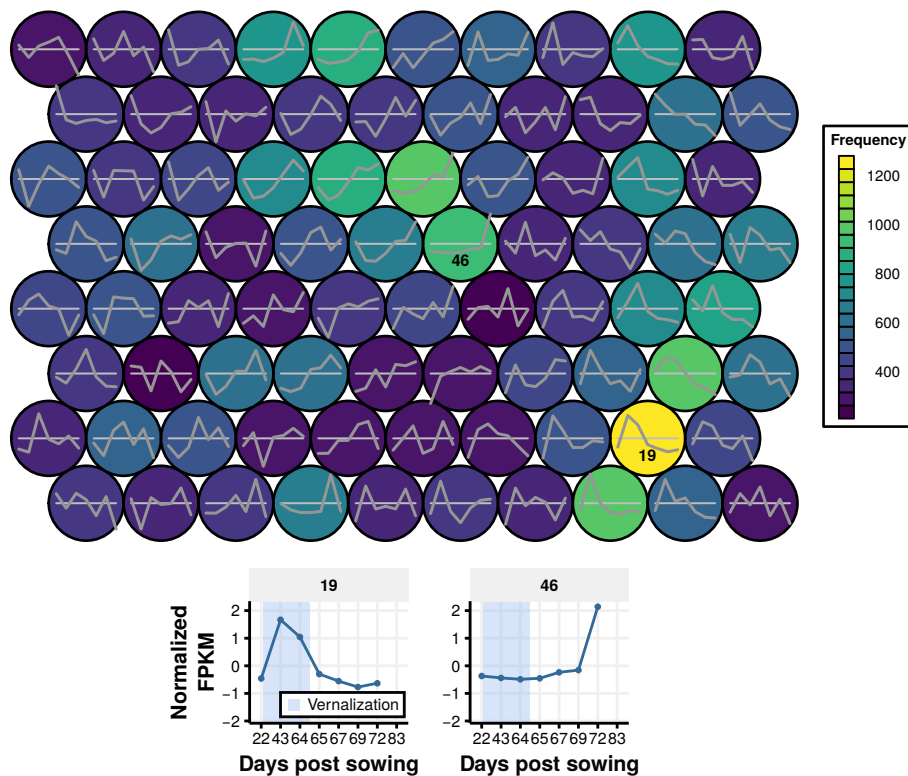 Frequency
1200
1000
800
600
400
46
19
19 46
Normalized
FPKM
2
1
0
−1
−2
Vernalization
22 43 64 65 67 69 72 83
Days post sowing
2
1
0
−1
−2
22 43 64 65 67 69 72 83
Days post sowing